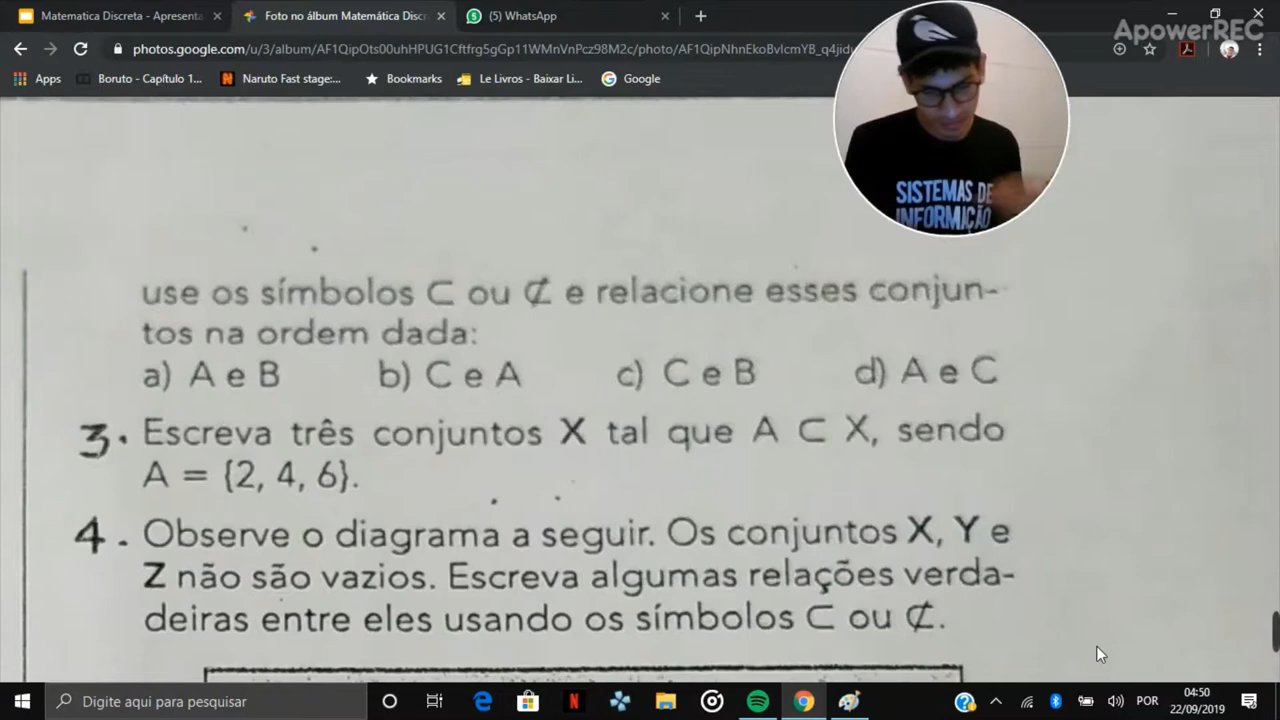 Matematica Discreta - Apresenta
Foto no álbum Matemática Discr
(5) WhatsApp
ApowerREC
photos.google.com/u/3/album/AF1QipOts00uhHPUG1Cftfrg5gGp11WMnVnPcz98M2c/photo/AF1QipNhnEkoBvlcmYB_q4jidu
Apps
Boruto - Capítulo 1...
Naruto Fast stage:...
Bookmarks
Le Livros - Baixar Li...
Google
SISTEMAS DE
INFORMAÇÃO
use os símbolos ⊂ ou ⊄ e relacione esses conjun-
tos na ordem dada:
a) A e B b) C e A c) C e B d) A e C
3. Escreva três conjuntos X tal que A ⊂ X, sendo
A = {2, 4, 6}.
4. Observe o diagrama a seguir. Os conjuntos X, Y e
Z não são vazios. Escreva algumas relações verda-
deiras entre eles usando os símbolos ⊂ ou ⊄.
Digite aqui para pesquisar
POR
04:50
22/09/2019